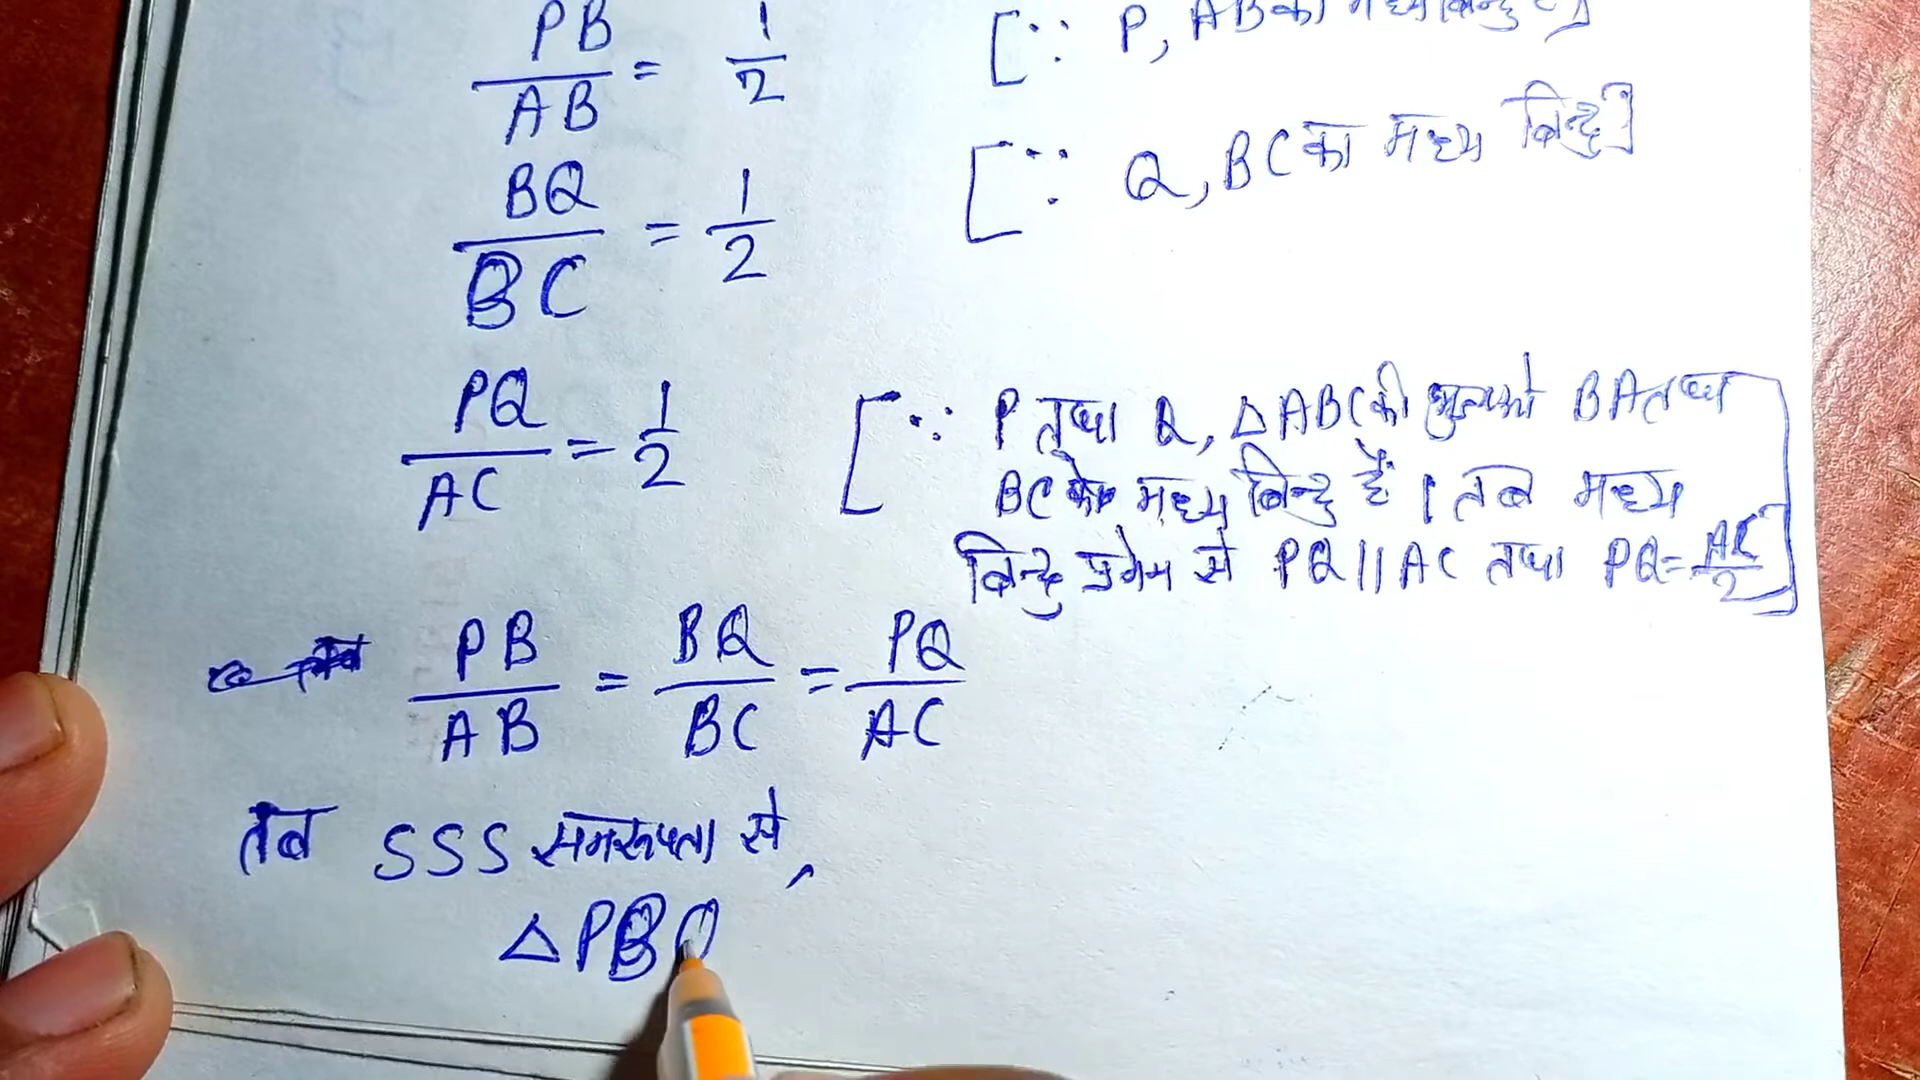 PB/AB = 1/2 [∵ P, AB का मध्य बिन्दु है]
BQ/BC = 1/2 [∵ Q, BC का मध्य बिन्दु]
PQ/AC = 1/2 [∵ P तथा Q, △ABC की भुजाओं BA तथा
BC के मध्य बिन्दु हैं । तब मध्य
बिन्दु प्रमेय से PQ || AC तथा PQ = AC/2]
PB/AB = BQ/BC = PQ/AC
तब SSS समरूपता से,
△PBQ